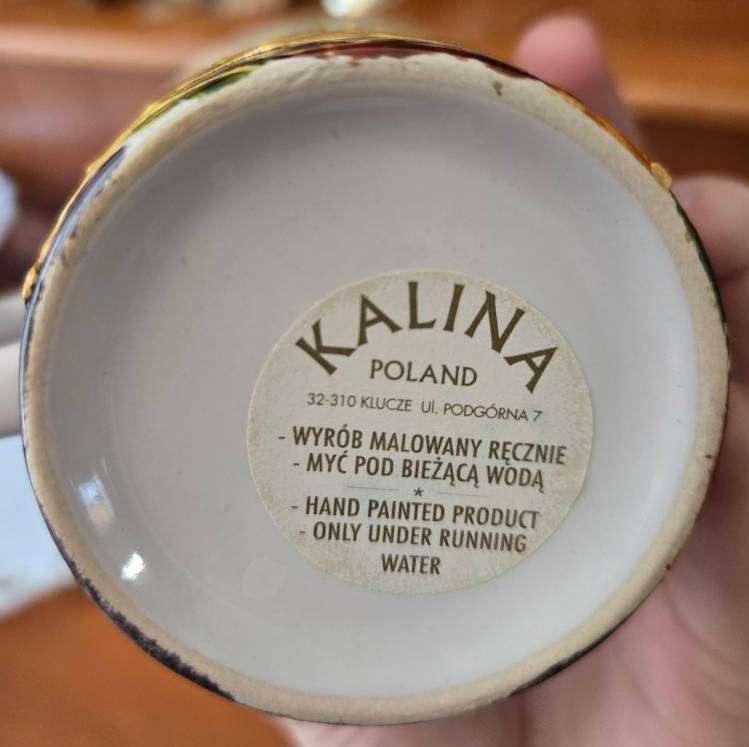 KALINA
POLAND
32-310 KLUCZE Ul. PODGÓRNA 7
- WYRÓB MALOWANY RĘCZNIE
- MYĆ POD BIEŻĄCĄ WODĄ
*
- HAND PAINTED PRODUCT
- ONLY UNDER RUNNING
WATER